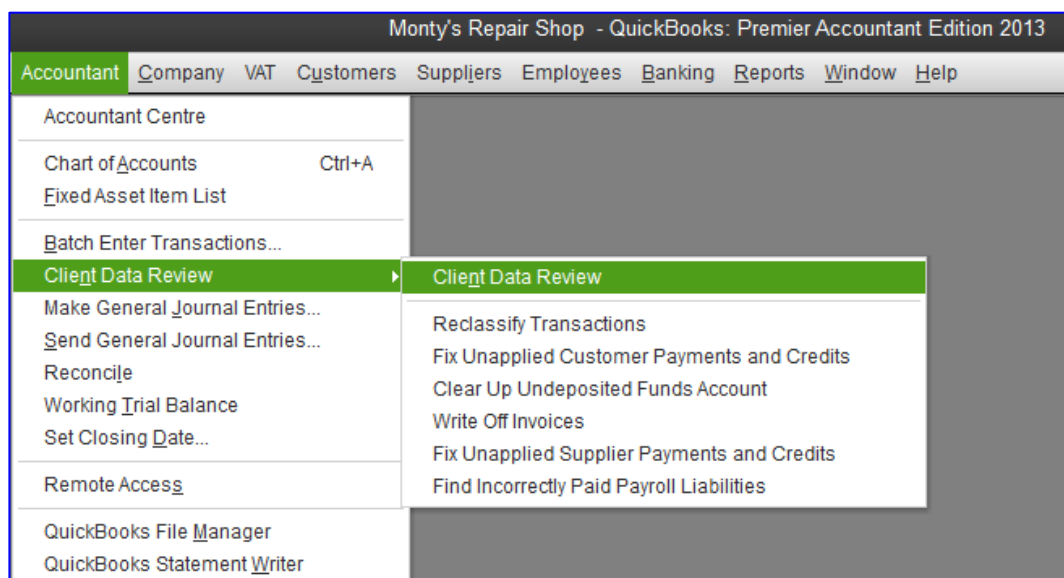 Monty's Repair Shop - QuickBooks: Premier Accountant Edition 2013
Accountant Company VAT Customers Suppliers Employees Banking Reports Window Help
Accountant Centre
Chart of Accounts Ctrl+A
Fixed Asset Item List
Batch Enter Transactions...
Client Data Review
Make General Journal Entries...
Send General Journal Entries...
Reconcile
Working Trial Balance
Set Closing Date...
Remote Access
QuickBooks File Manager
QuickBooks Statement Writer
Client Data Review
Reclassify Transactions
Fix Unapplied Customer Payments and Credits
Clear Up Undeposited Funds Account
Write Off Invoices
Fix Unapplied Supplier Payments and Credits
Find Incorrectly Paid Payroll Liabilities